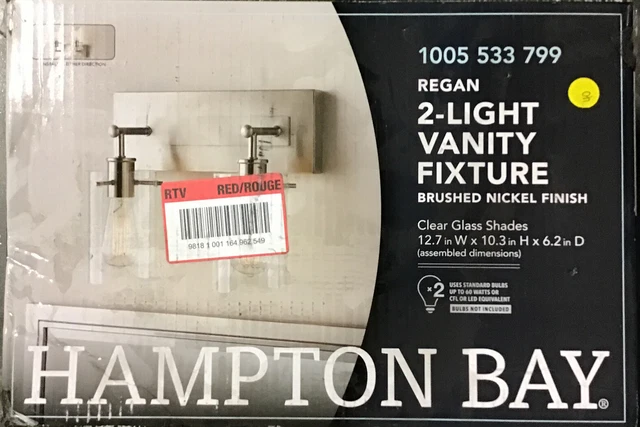 1005 533 799
REGAN
2-LIGHT
VANITY
FIXTURE
BRUSHED NICKEL FINISH
Clear Glass Shades
12.7 in W x 10.3 in H x 6.2 in D
(assembled dimensions)
x2
USES STANDARD BULBS
UP TO 60 WATTS OR
CFL OR LED EQUIVALENT
BULBS NOT INCLUDED
RTV RED/ROUGE
9818 1 001 164 962 549
HAMPTON BAY®